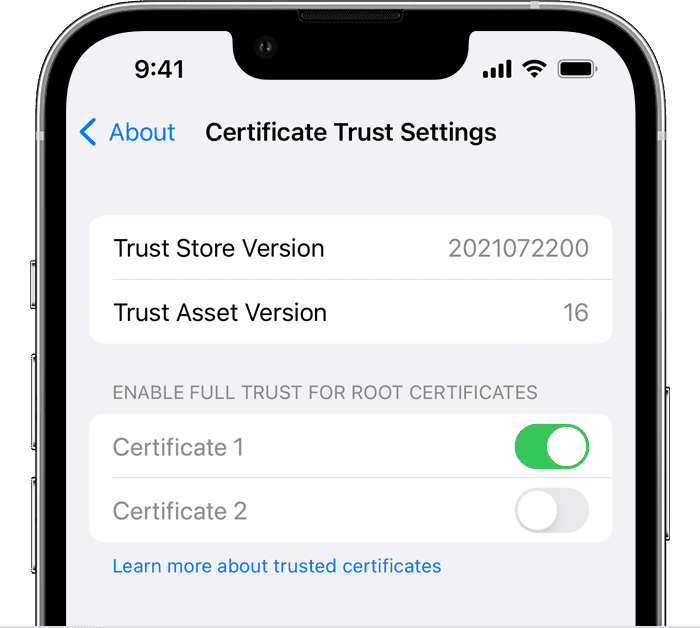 9:41
About Certificate Trust Settings
Trust Store Version 2021072200
Trust Asset Version 16
ENABLE FULL TRUST FOR ROOT CERTIFICATES
Certificate 1
Certificate 2
Learn more about trusted certificates